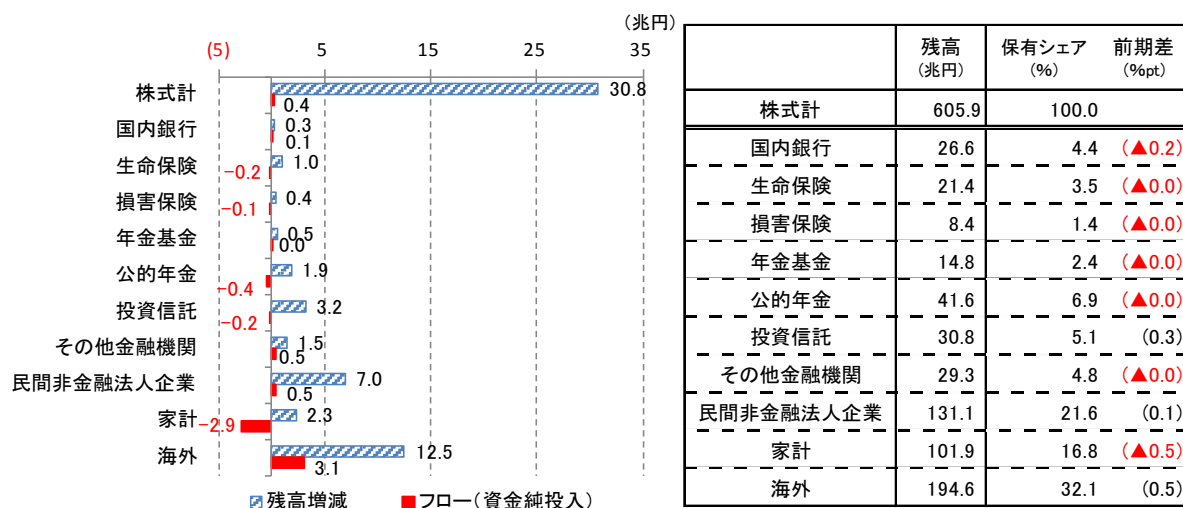 (兆円)
(5) 5 15 25 35
株式計 30.8
0.4
国内銀行 0.3
0.1
生命保険 1.0
-0.2
損害保険 0.4
-0.1
年金基金 0.5
0.0
公的年金 1.9
-0.4
投資信託 3.2
-0.2
その他金融機関 1.5
0.5
民間非金融法人企業 7.0
0.5
家計 2.3
-2.9
海外 12.5
3.1
残高増減 フロー(資金純投入)
残高 保有シェア 前期差
(兆円) (%) (%pt)
株式計 605.9 100.0
国内銀行 26.6 4.4 (▲0.2)
生命保険 21.4 3.5 (▲0.0)
損害保険 8.4 1.4 (▲0.0)
年金基金 14.8 2.4 (▲0.0)
公的年金 41.6 6.9 (▲0.0)
投資信託 30.8 5.1 (0.3)
その他金融機関 29.3 4.8 (▲0.0)
民間非金融法人企業 131.1 21.6 (0.1)
家計 101.9 16.8 (▲0.5)
海外 194.6 32.1 (0.5)